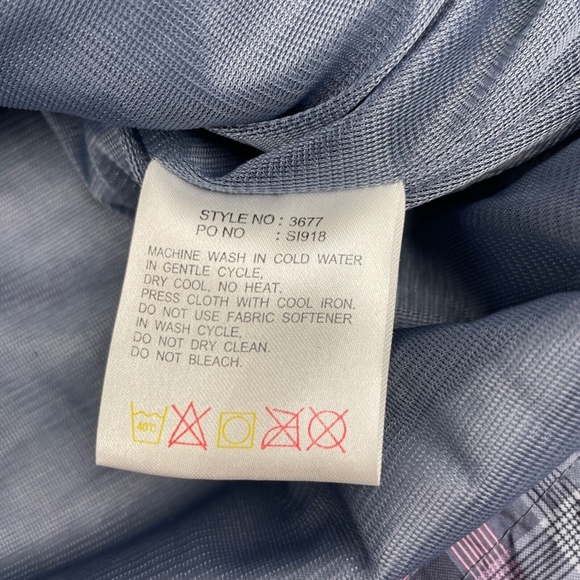 STYLE NO : 3677
PO NO : SI918
MACHINE WASH IN COLD WATER
IN GENTLE CYCLE,
DRY COOL, NO HEAT.
PRESS CLOTH WITH COOL IRON.
DO NOT USE FABRIC SOFTENER
IN WASH CYCLE,
DO NOT DRY CLEAN.
DO NOT BLEACH.
40°C